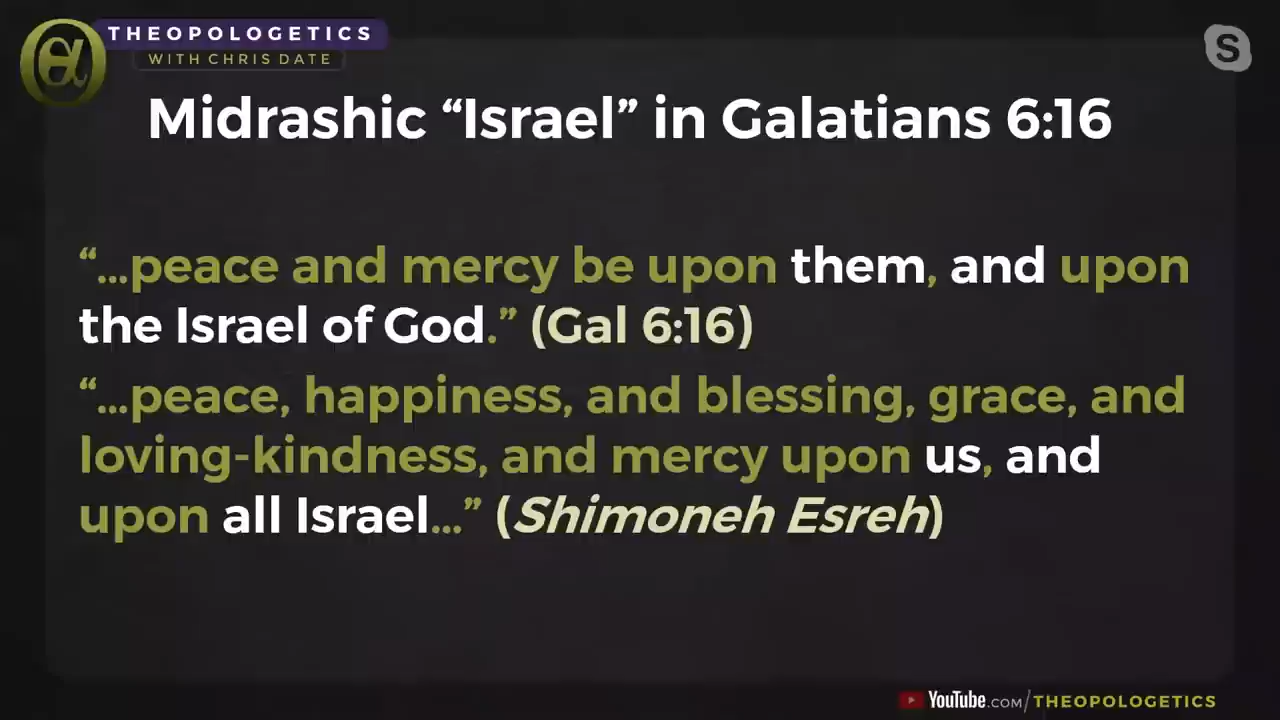 THEOPOLOGETICS
WITH CHRIS DATE
Midrashic “Israel” in Galatians 6:16
“…peace and mercy be upon them, and upon
the Israel of God.” (Gal 6:16)
“…peace, happiness, and blessing, grace, and
loving-kindness, and mercy upon us, and
upon all Israel…” (Shimoneh Esreh)
YouTube.COM/THEOPOLOGETICS